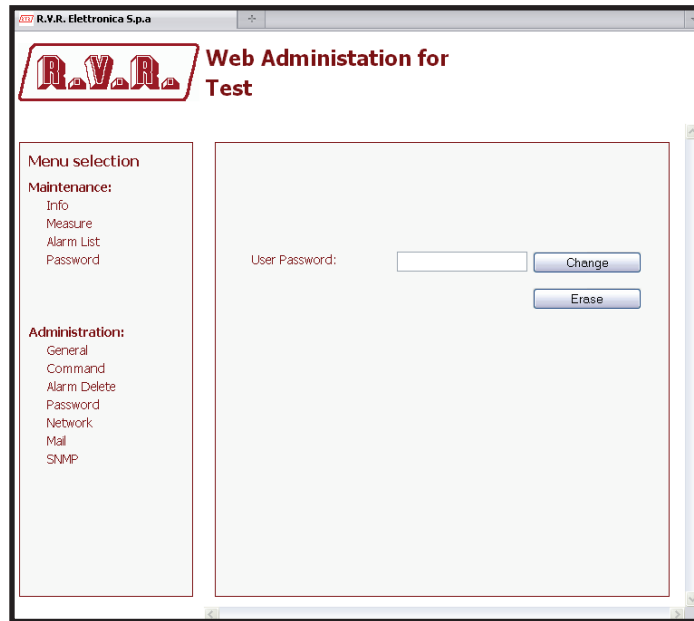 R.V.R. Elettronica S.p.a
R.V.R.
Web Administation for
Test
Menu selection
Maintenance:
Info
Measure
Alarm List
Password
Administration:
General
Command
Alarm Delete
Password
Network
Mail
SNMP
User Password:
Change
Erase